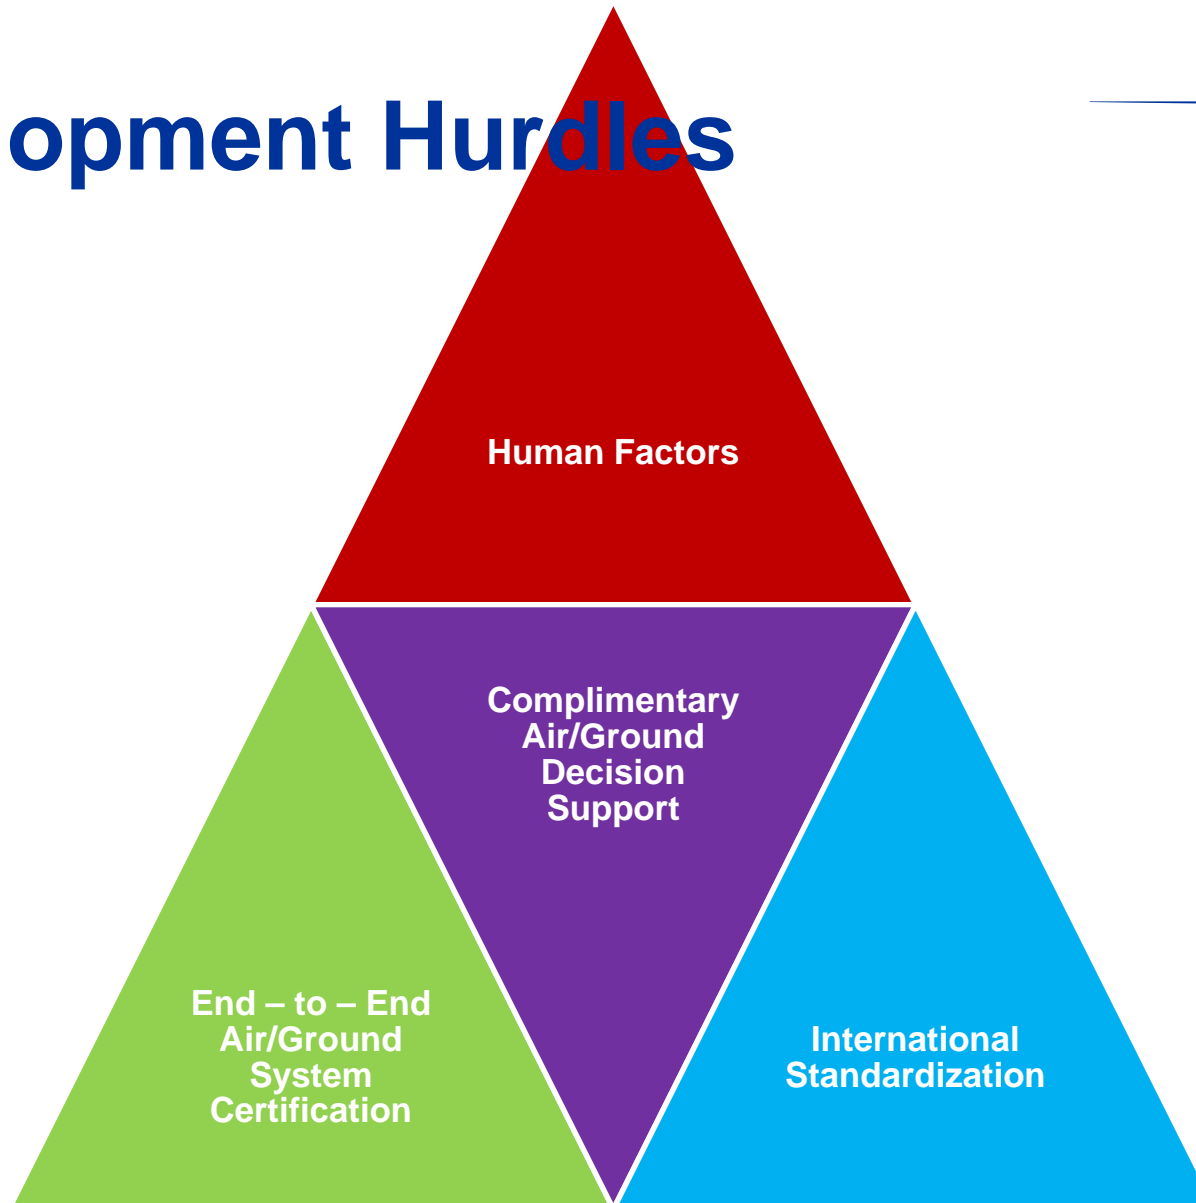 opment Hurdles
Human Factors
Complimentary
Air/Ground
Decision
Support
End – to – End
Air/Ground
System
Certification
International
Standardization